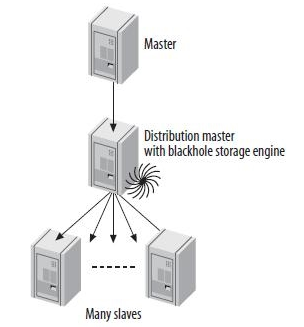 Master
Distribution master
with blackhole storage engine
Many slaves